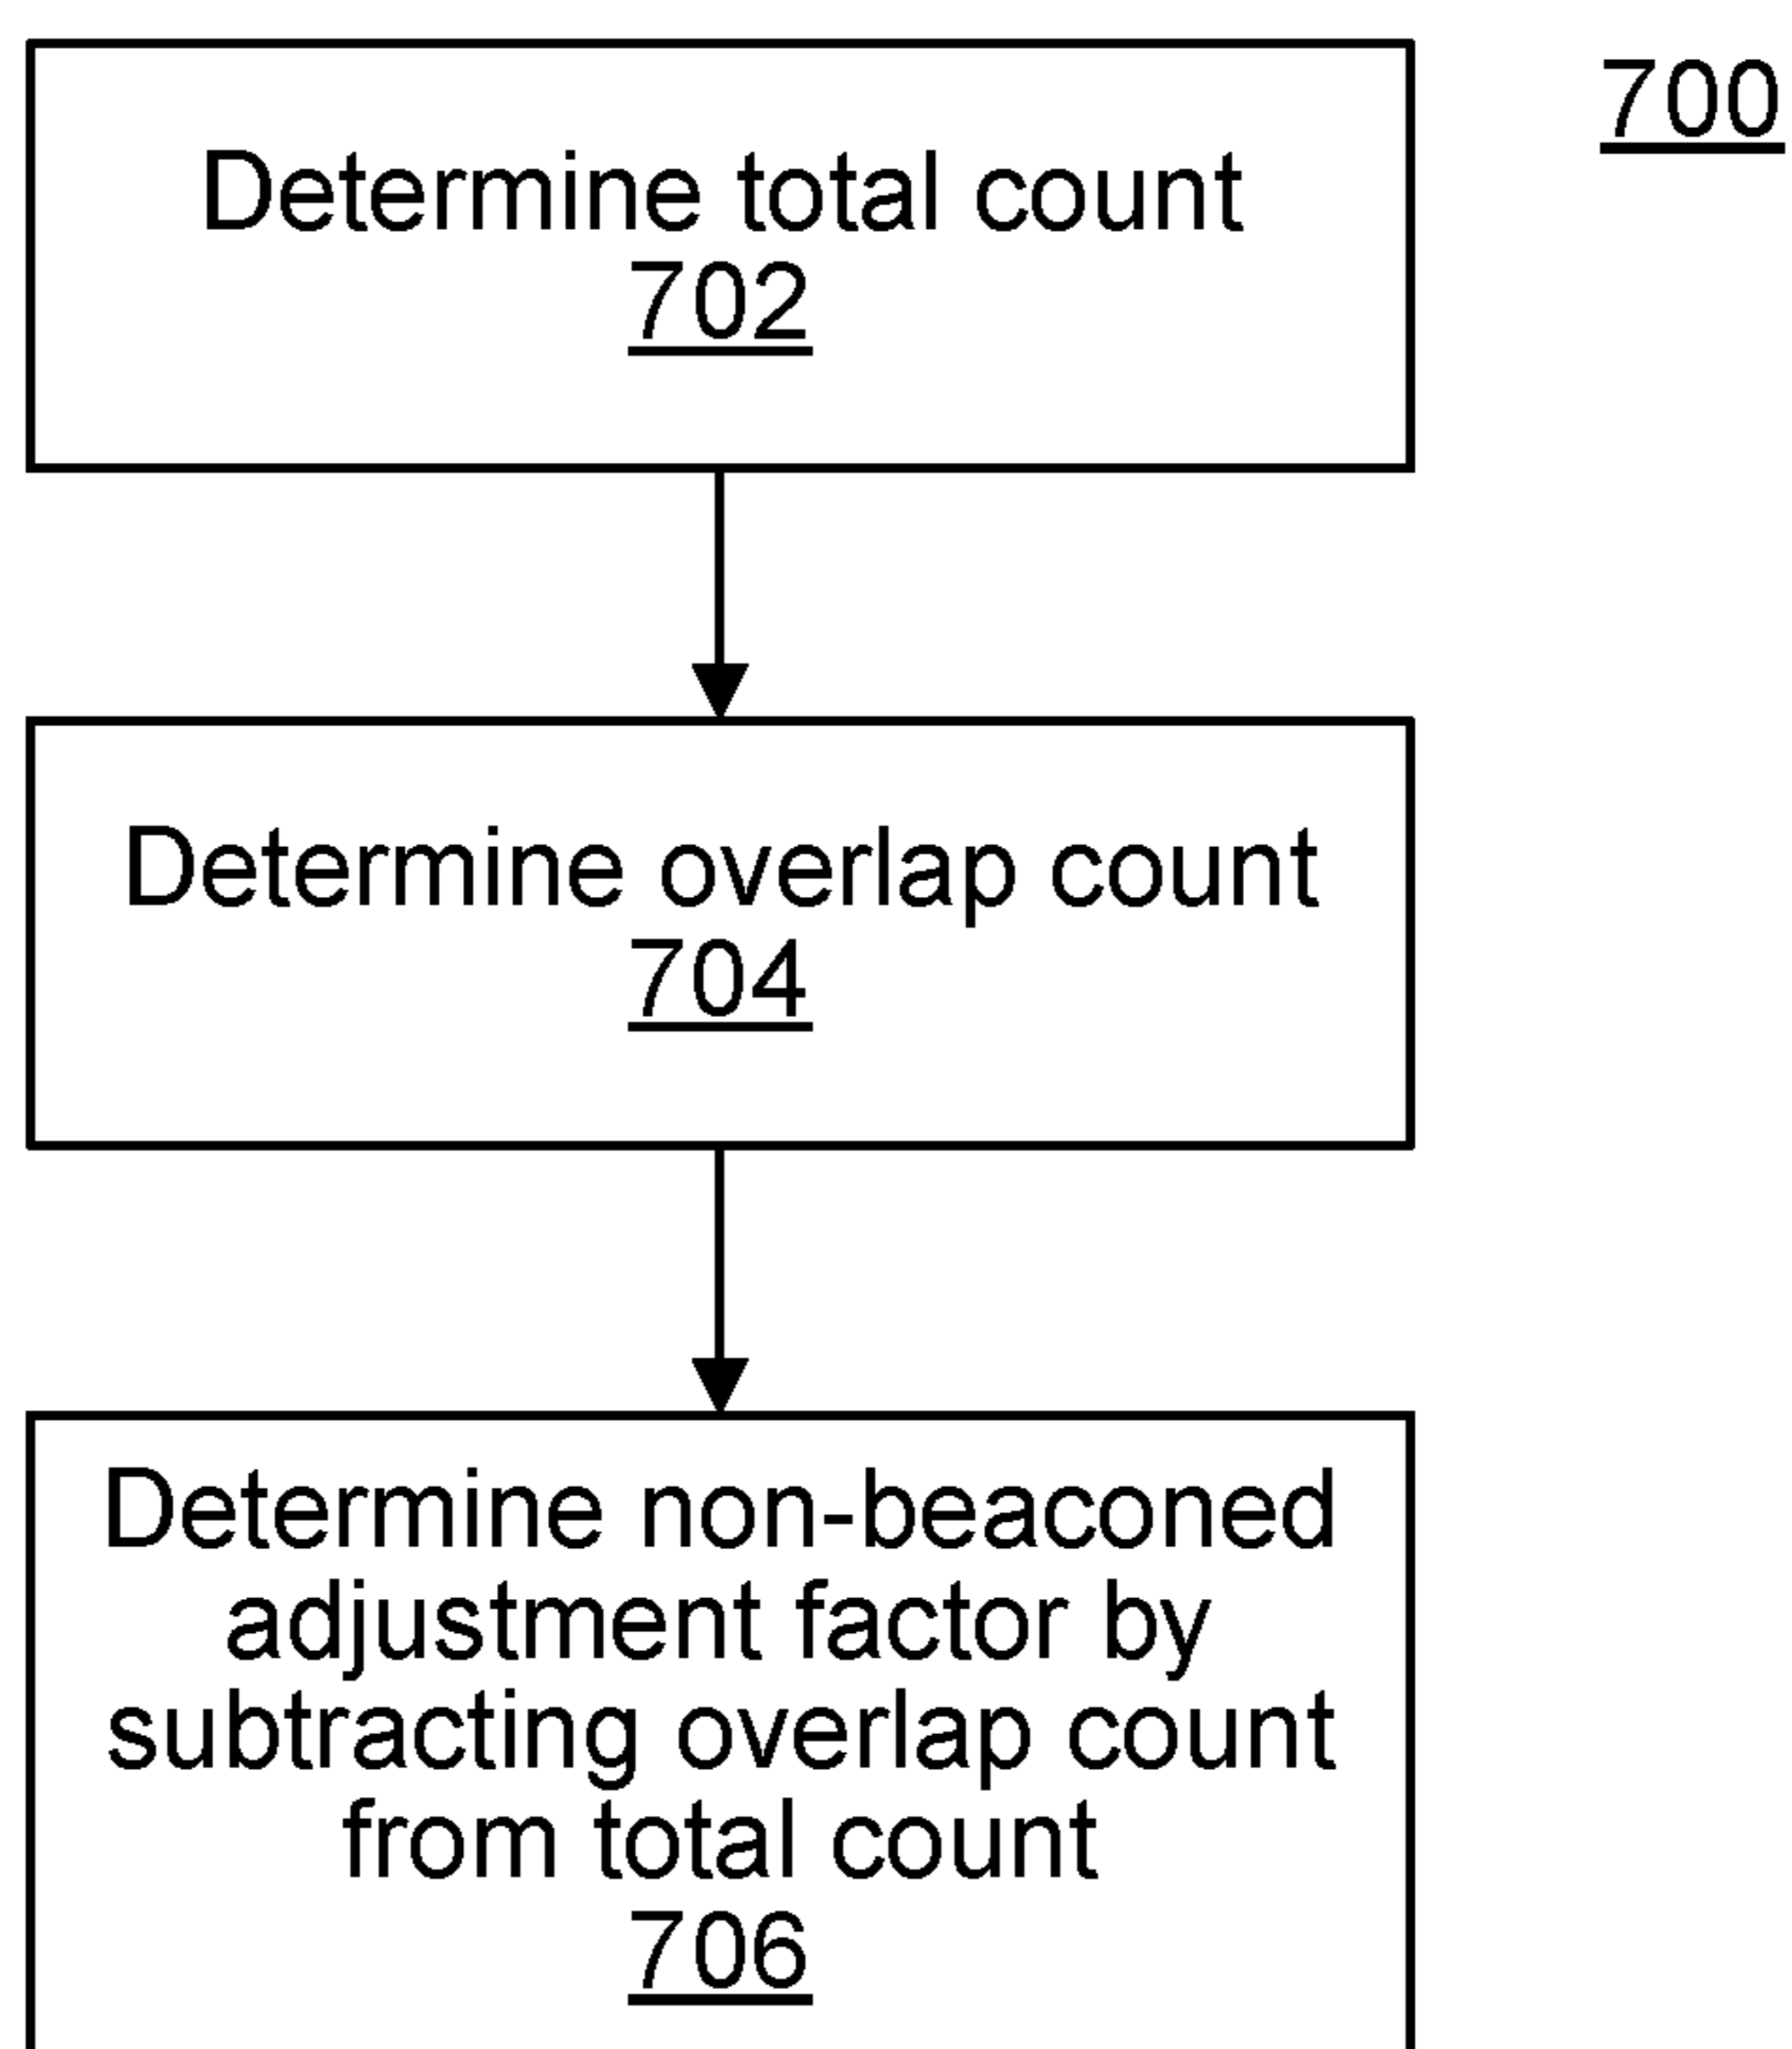 700
Determine total count
702
Determine overlap count
704
Determine non-beaconed
adjustment factor by
subtracting overlap count
from total count
706